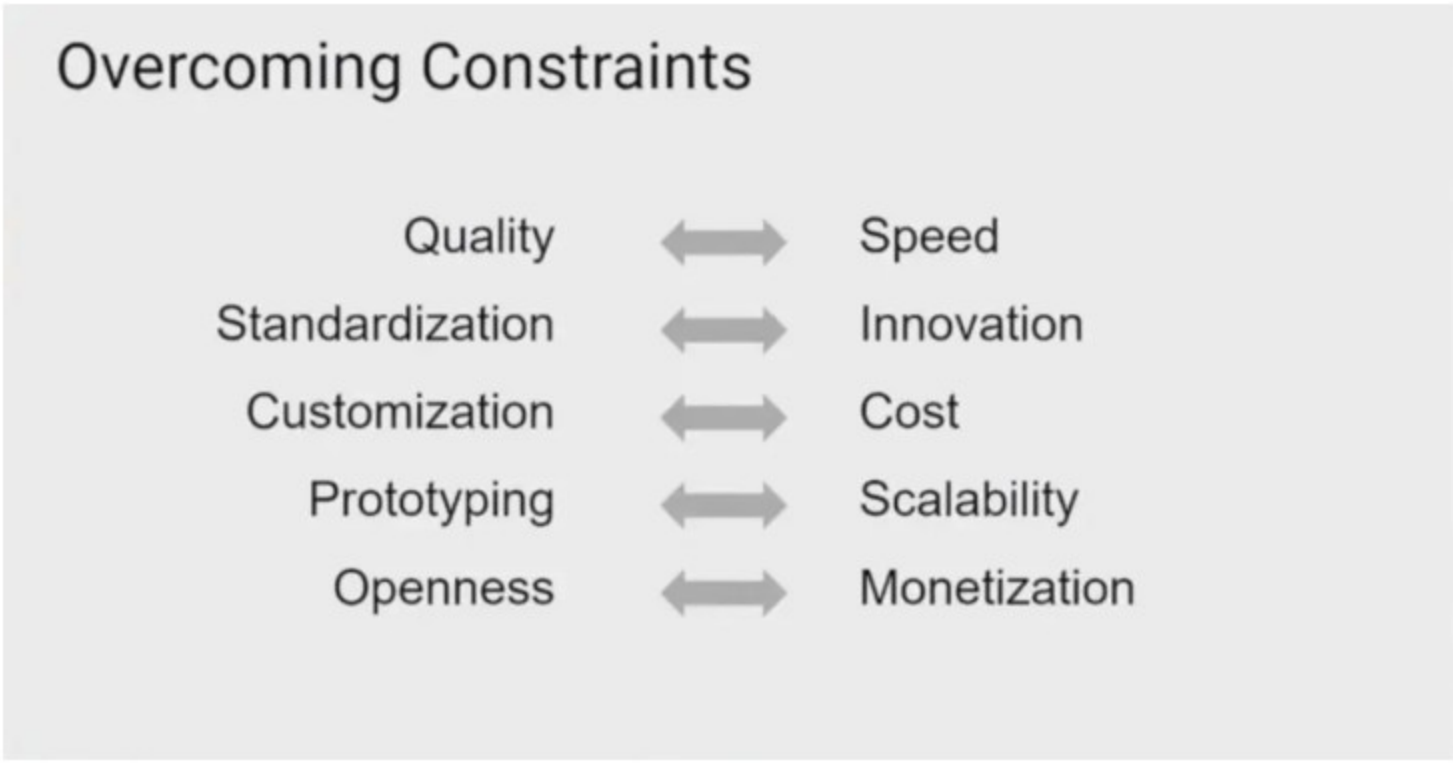 Overcoming Constraints
Quality Speed
Standardization Innovation
Customization Cost
Prototyping Scalability
Openness Monetization